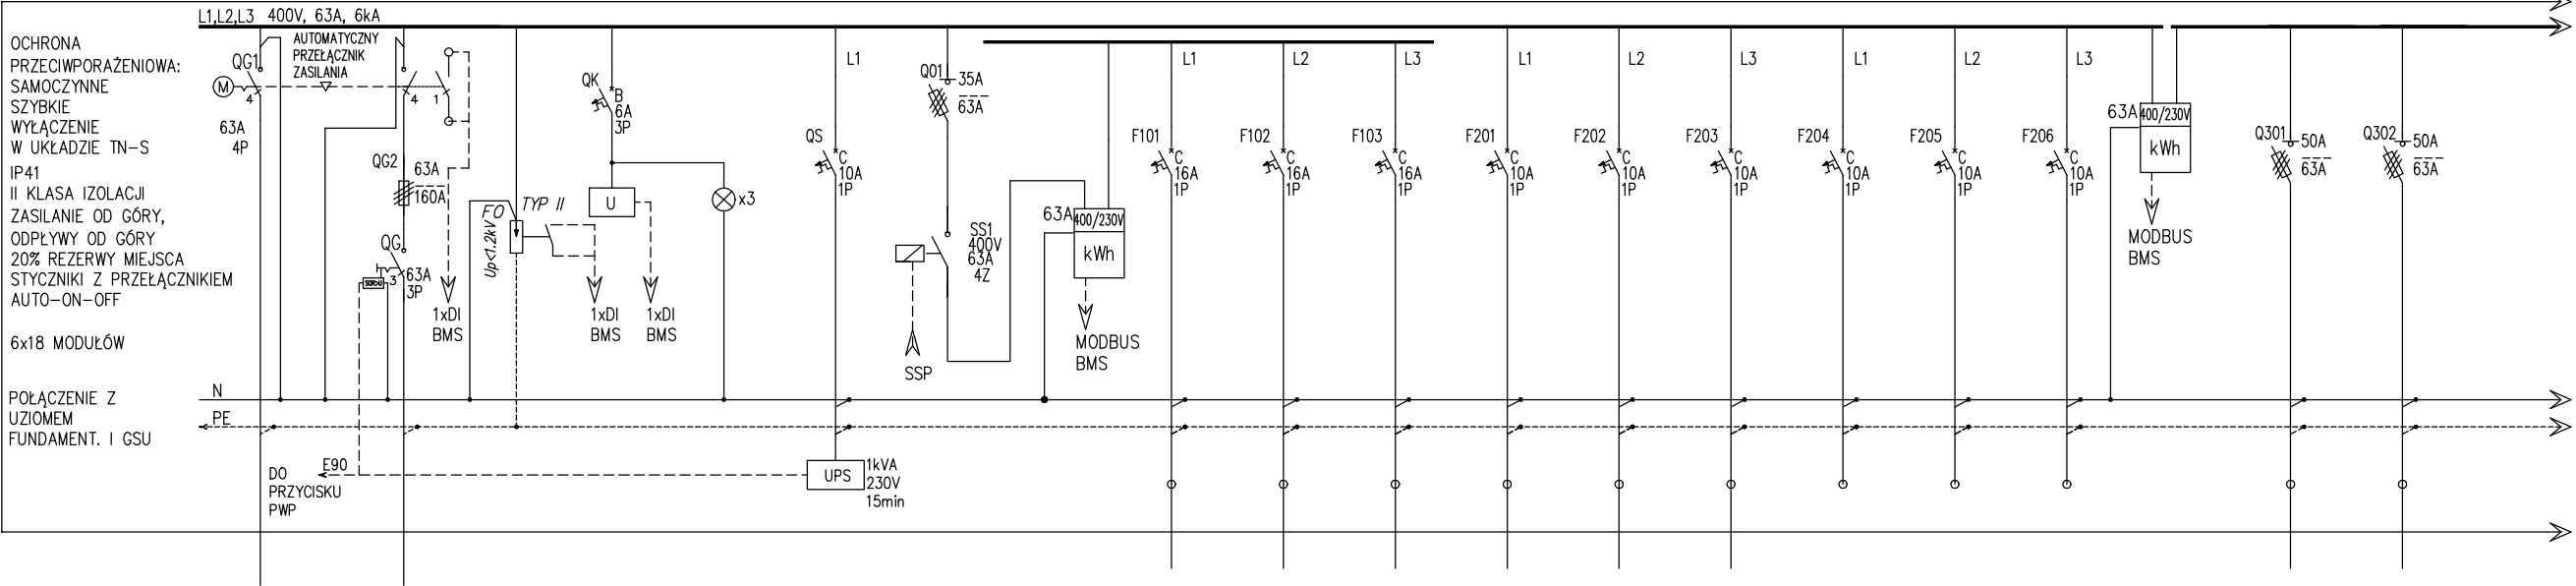 L1,L2,L3 400V, 63A, 6kA
OCHRONA
PRZECIWPORAŻENIOWA:
SAMOCZYNNE
SZYBKIE
WYŁĄCZENIE
W UKŁADZIE TN-S
IP41
II KLASA IZOLACJI
ZASILANIE OD GÓRY,
ODPŁYWY OD GÓRY
20% REZERWY MIEJSCA
STYCZNIKI Z PRZEŁĄCZNIKIEM
AUTO-ON-OFF
6x18 MODUŁÓW
POŁĄCZENIE Z
UZIOMEM
FUNDAMENT. I GSU
N
PE
QG1
M
4
63A
4P
AUTOMATYCZNY
PRZEŁĄCZNIK
ZASILANIA
4
1
QG2
63A
160A
QG
63A
3
3P
1xDI
BMS
FO
TYP II
Up<1.2kV
1xDI
BMS
QK
B
6A
3P
U
1xDI
BMS
x3
DO
PRZYCISKU
PWP
E90
L1
QS
C
10A
1P
UPS
1kVA
230V
15min
Q01
35A
63A
SS1
400V
63A
4Z
SSP
63A
400/230V
kWh
MODBUS
BMS
L1
F101
C
16A
1P
L2
F102
C
16A
1P
L3
F103
C
16A
1P
L1
F201
C
10A
1P
L2
F202
C
10A
1P
L3
F203
C
10A
1P
L1
F204
C
10A
1P
L2
F205
C
10A
1P
L3
F206
C
10A
1P
63A
400/230V
kWh
MODBUS
BMS
Q301
50A
63A
Q302
50A
63A